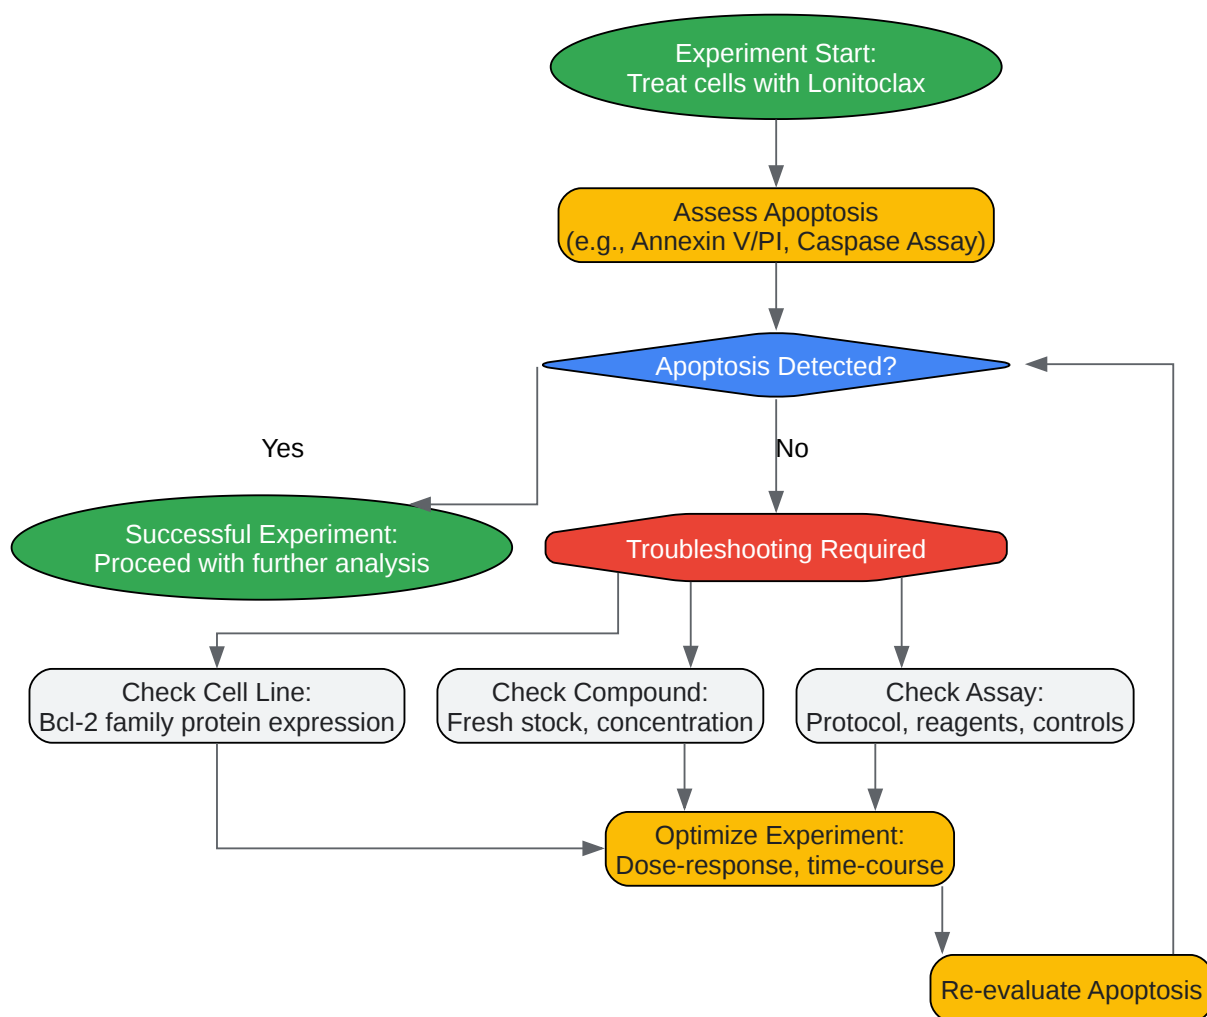 Experiment Start:
Treat cells with Lonitoclax
Assess Apoptosis
(e.g., Annexin V/PI, Caspase Assay)
Apoptosis Detected?
Yes
No
Successful Experiment:
Proceed with further analysis
Troubleshooting Required
Check Cell Line:
Bcl-2 family protein expression
Check Compound:
Fresh stock, concentration
Check Assay:
Protocol, reagents, controls
Optimize Experiment:
Dose-response, time-course
Re-evaluate Apoptosis